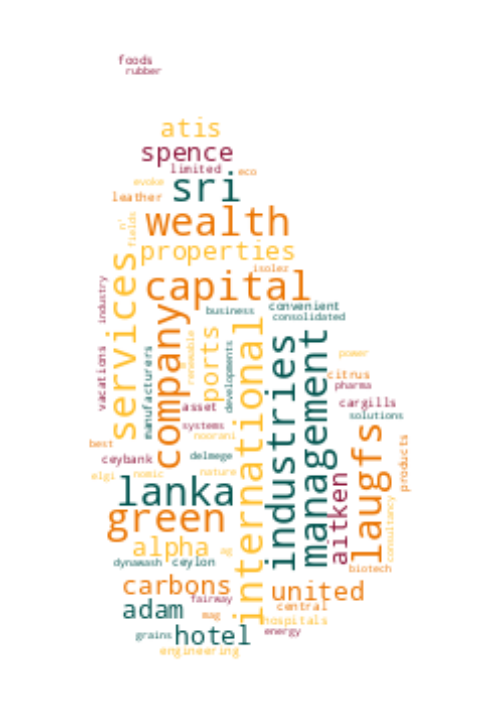 foods
rubber
atis
spence
limited
eco
evoke
sri
leather
wealth
n'
fields
properties
isolez
services
capital
industry
business
convenient
consolidated
company
renewable
ports
developments
international
industries
management
power
vacations
manufacturers
citrus
pharma
asset
cargills
solutions
systems
noorani
best
laugfs
products
ceybank
delmege
elgi
nomic
nature
lanka
aitken
consultancy
green
alpha
ag
dynawash
ceylon
biotech
carbons
united
fairway
central
adam
mag
hospitals
grains
hotel
energy
engineering